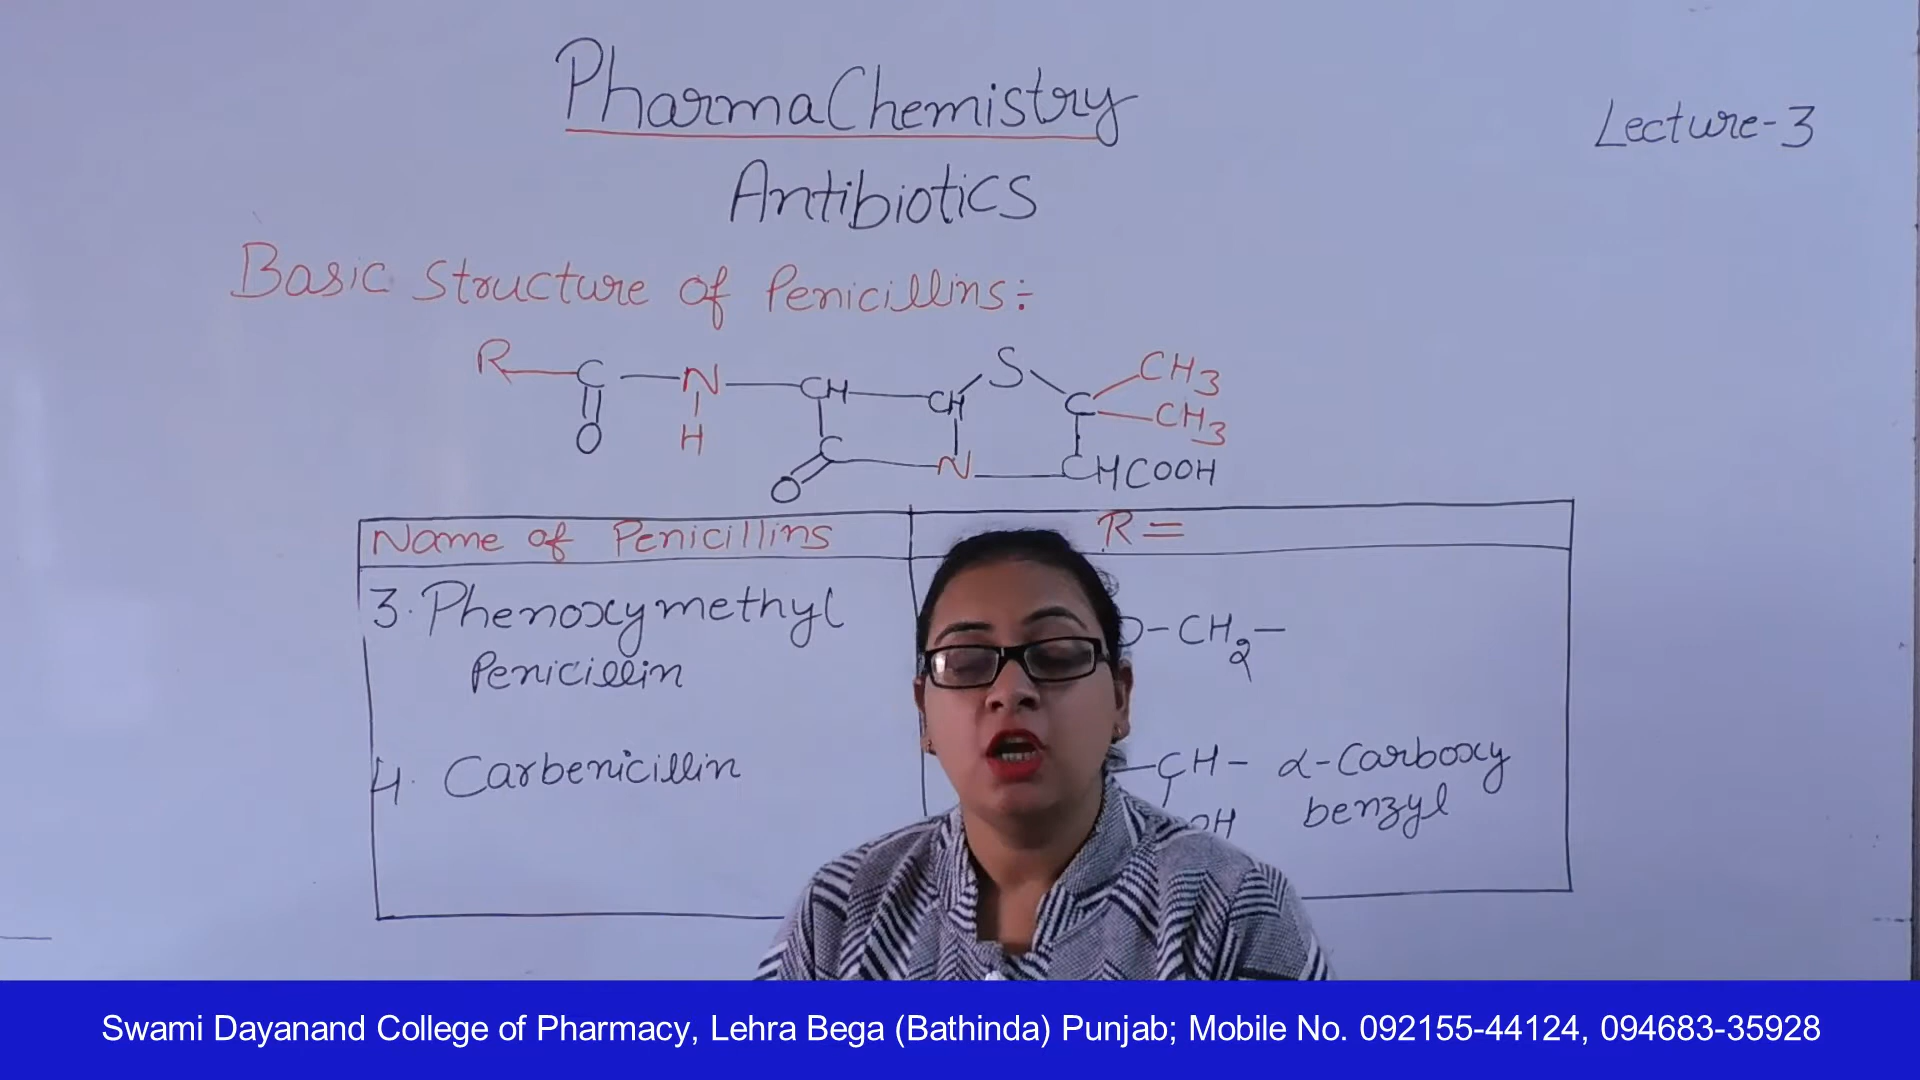 PharmaChemistry
Lecture-3
Antibiotics
Basic Structure of Penicillins:
R C N CH CH S C CH3
CH3
O H C N CHCOOH
O
Name of Penicillins R=
3. Phenoxymethyl O-CH2-
Penicillin
4. Carbenicillin -CH- α-Carboxy
OH benzyl
Swami Dayanand College of Pharmacy, Lehra Bega (Bathinda) Punjab; Mobile No. 092155-44124, 094683-35928